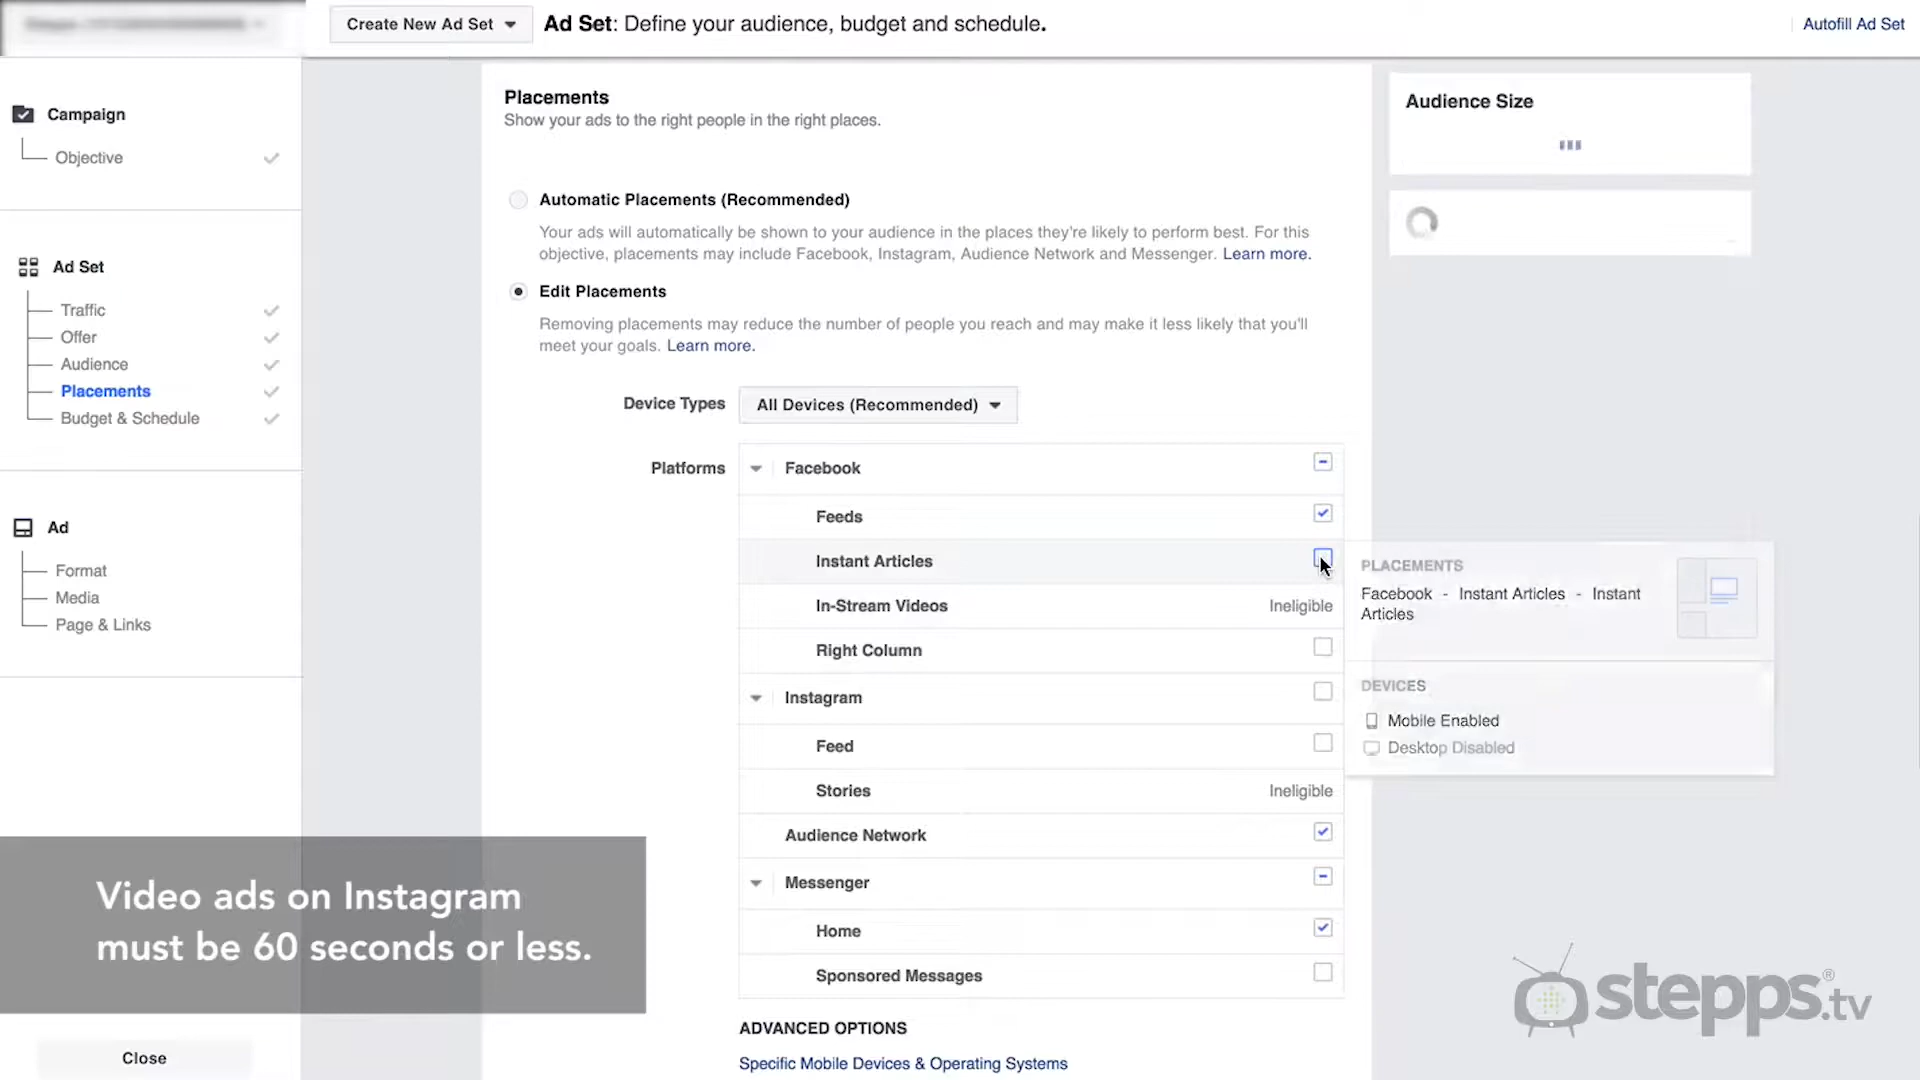 Create New Ad Set
Ad Set: Define your audience, budget and schedule.
Autofill Ad Set
Campaign
Objective
Ad Set
Traffic
Offer
Audience
Placements
Budget & Schedule
Ad
Format
Media
Page & Links
Close
Placements
Show your ads to the right people in the right places.
Automatic Placements (Recommended)
Your ads will automatically be shown to your audience in the places they're likely to perform best. For this
objective, placements may include Facebook, Instagram, Audience Network and Messenger. Learn more.
Edit Placements
Removing placements may reduce the number of people you reach and may make it less likely that you'll
meet your goals. Learn more.
Device Types
All Devices (Recommended)
Platforms
Facebook
Feeds
Instant Articles
In-Stream Videos Ineligible
Right Column
Instagram
Feed
Stories Ineligible
Audience Network
Messenger
Home
Sponsored Messages
ADVANCED OPTIONS
Specific Mobile Devices & Operating Systems
Audience Size
PLACEMENTS
Facebook - Instant Articles - Instant
Articles
DEVICES
Mobile Enabled
Desktop Disabled
Video ads on Instagram
must be 60 seconds or less.
stepps®.tv